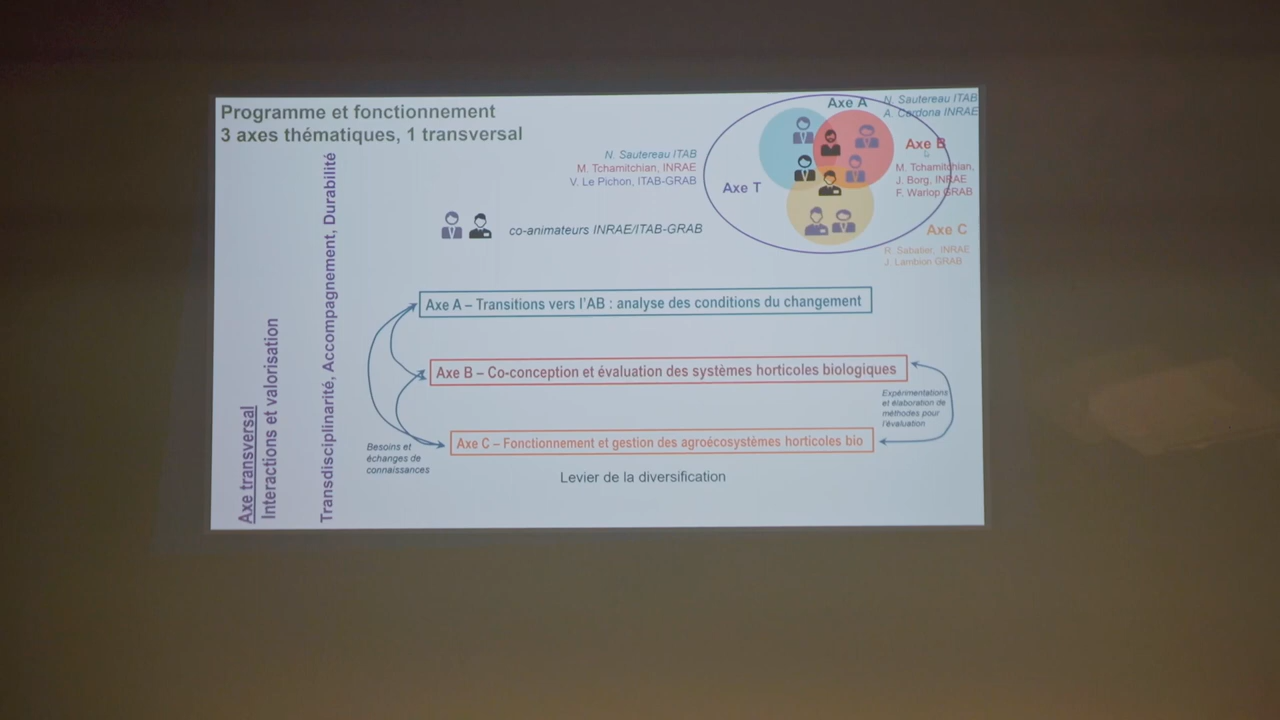 Programme et fonctionnement
3 axes thématiques, 1 transversal
Axe A
N. Sautereau ITAB
A. Cardona INRAE
Axe B
M. Tchamitchian,
J. Borg, INRAE
F. Warlop GRAB
Axe T
Axe C
R. Sabatier, INRAE
J. Lambion GRAB
N. Sautereau ITAB
M. Tchamitchian, INRAE
V. Le Pichon, ITAB-GRAB
co-animateurs INRAE/ITAB-GRAB
Axe transversal
Interactions et valorisation
Transdisciplinarité, Accompagnement, Durabilité
Axe A – Transitions vers l'AB : analyse des conditions du changement
Axe B – Co-conception et évaluation des systèmes horticoles biologiques
Expérimentations
et élaboration de
méthodes pour
l'évaluation
Axe C – Fonctionnement et gestion des agroécosystèmes horticoles bio
Besoins et
échanges de
connaissances
Levier de la diversification